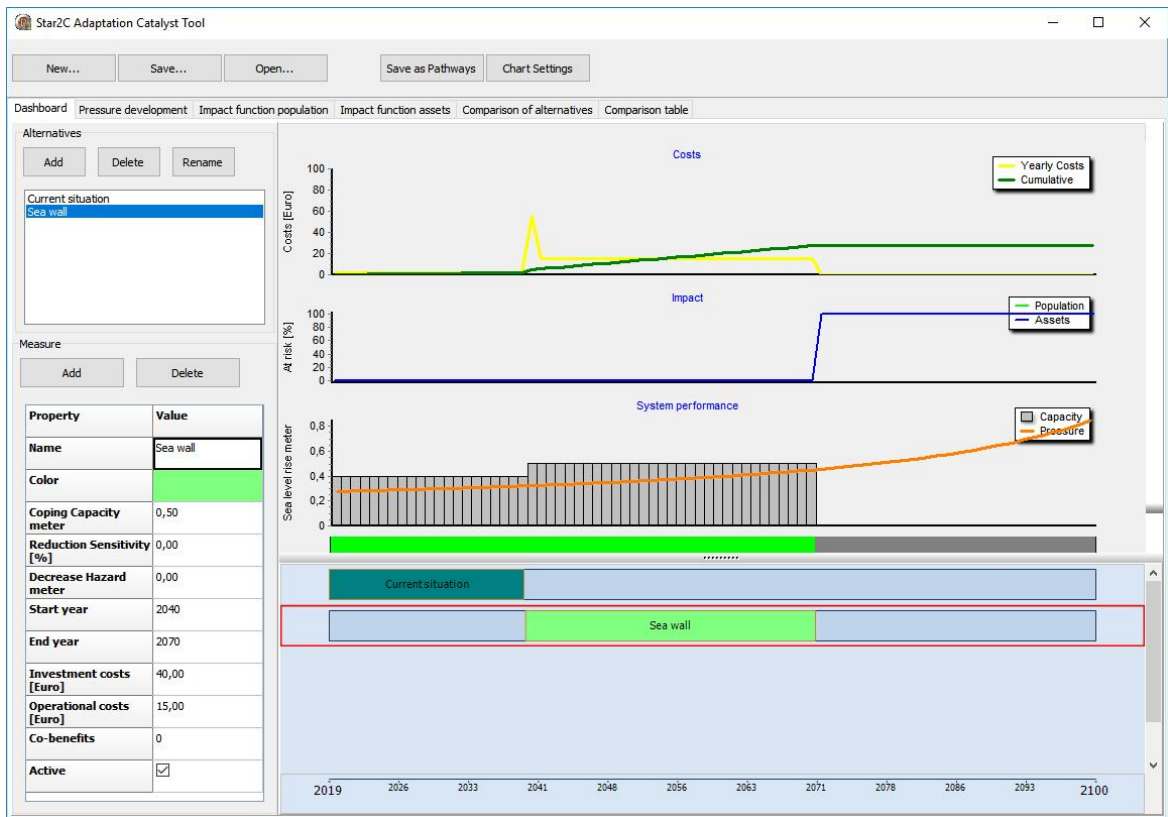 Star2C Adaptation Catalyst Tool
New... Save... Open... Save as Pathways Chart Settings
Dashboard Pressure development Impact function population Impact function assets Comparison of alternatives Comparison table
Alternatives
Add Delete Rename
Current situation
Sea wall
Measure
Add Delete
Property Value
Name Sea wall
Color
Coping Capacity
meter
0,50
Reduction Sensitivity
[%]
0,00
Decrease Hazard
meter
0,00
Start year 2040
End year 2070
Investment costs
[Euro]
40,00
Operational costs
[Euro]
15,00
Co-benefits 0
Active
Costs
Yearly Costs
Cumulative
Costs [Euro]
100
80
60
40
20
0
Impact
Population
Assets
At risk [%]
100
80
60
40
20
0
System performance
Capacity
Pressure
Sea level rise meter
0,8
0,6
0,4
0,2
0
Current situation
Sea wall
2019 2026 2033 2041 2048 2056 2063 2071 2078 2086 2093 2100